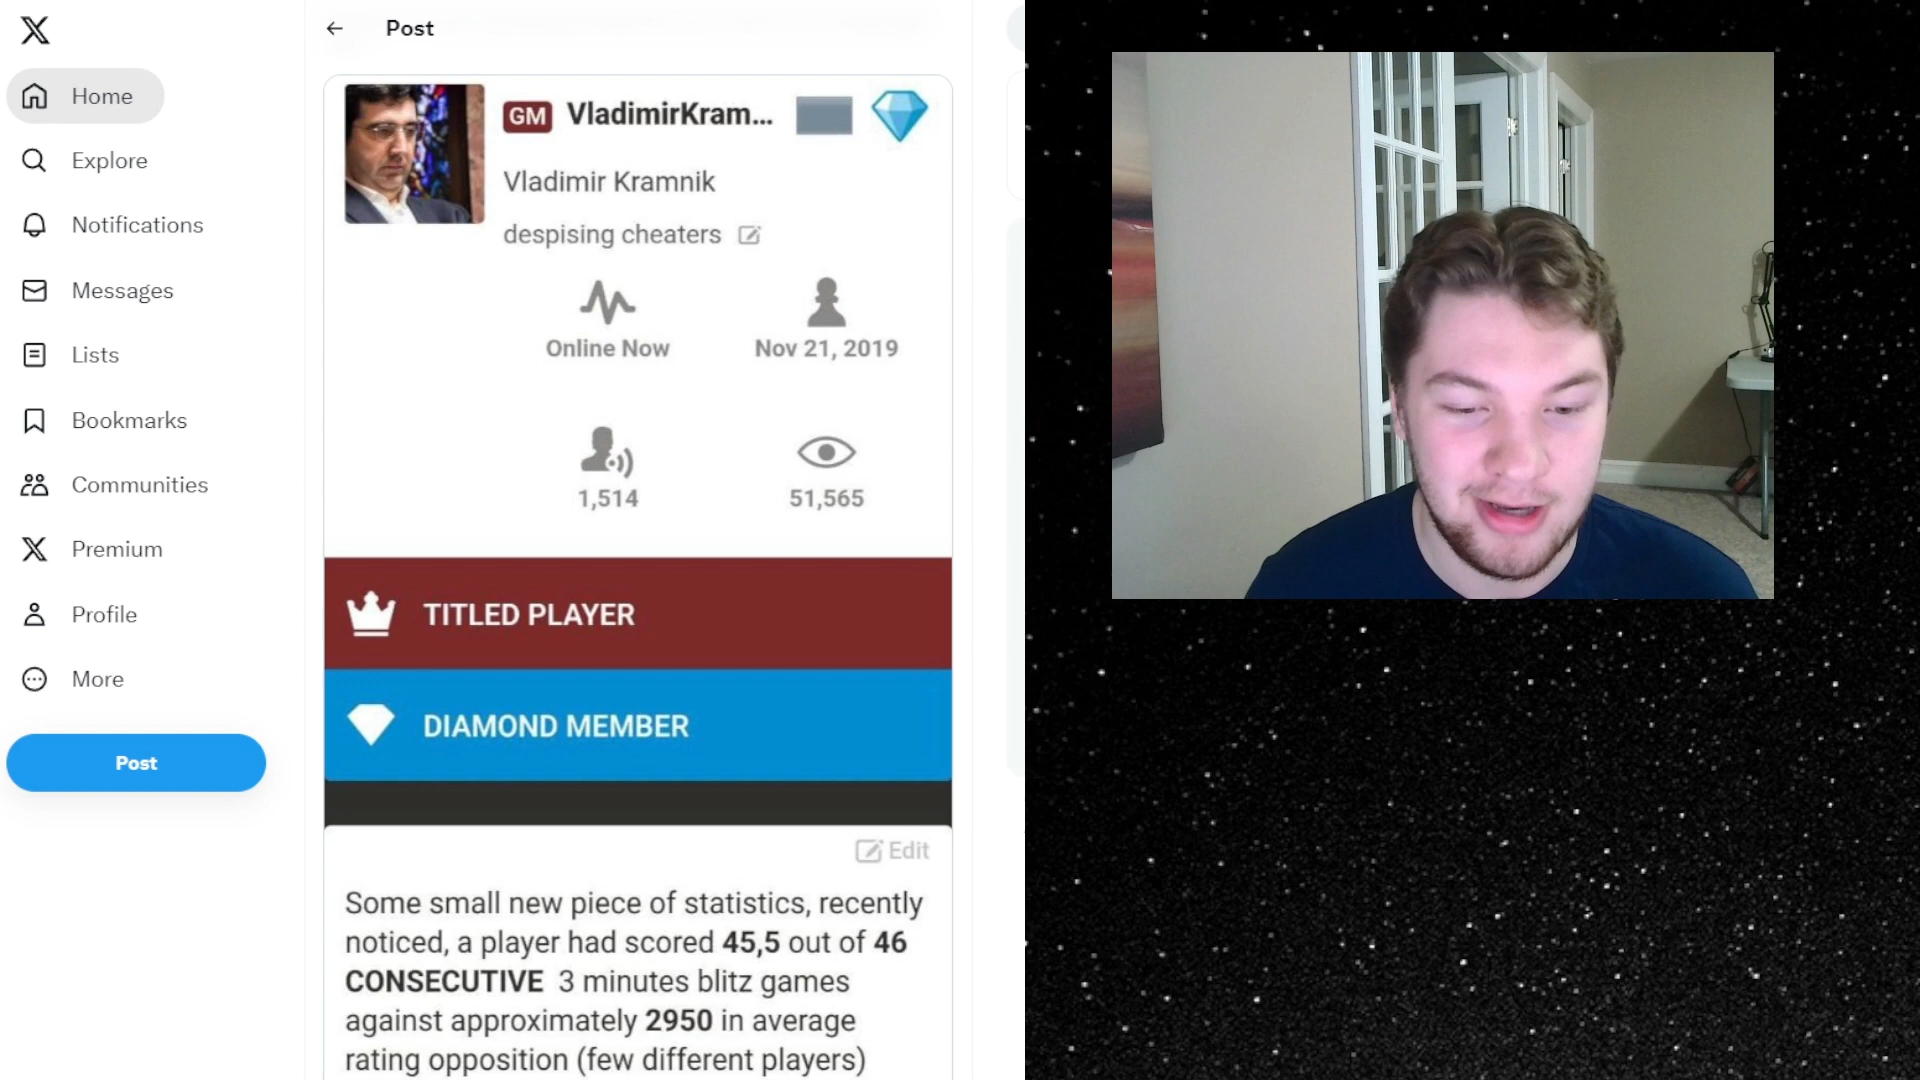 Post
Home
Explore
Notifications
Messages
Lists
Bookmarks
Communities
Premium
Profile
More
Post
GM VladimirKram...
Vladimir Kramnik
despising cheaters
Online Now
Nov 21, 2019
1,514
51,565
TITLED PLAYER
DIAMOND MEMBER
Edit
Some small new piece of statistics, recently
noticed, a player had scored 45,5 out of 46
CONSECUTIVE 3 minutes blitz games
against approximately 2950 in average
rating opposition (few different players)